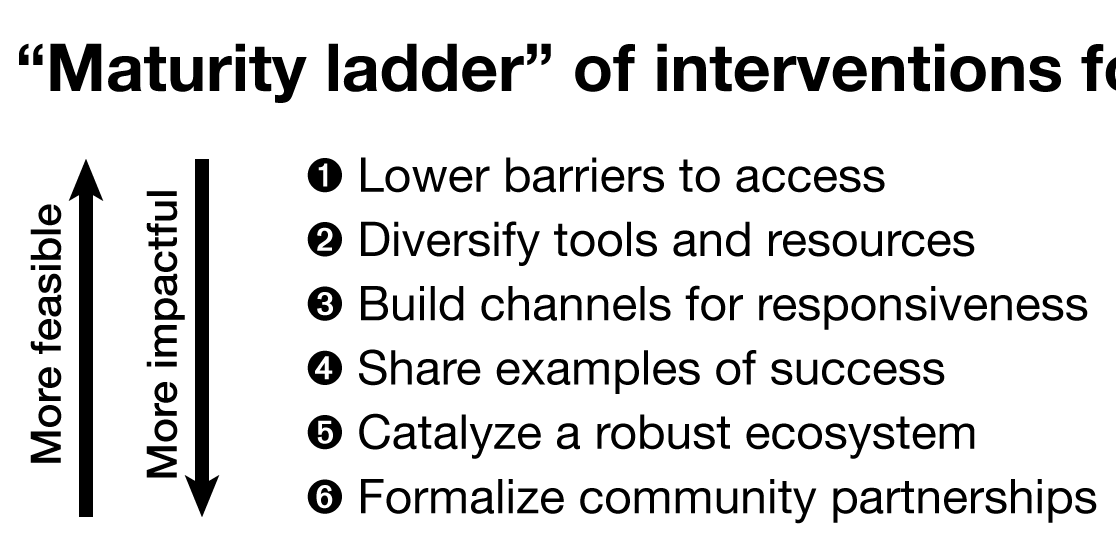 “Maturity ladder” of interventions
More feasible
More impactful
❶ Lower barriers to access
❷ Diversify tools and resources
❸ Build channels for responsiveness
❹ Share examples of success
❺ Catalyze a robust ecosystem
❻ Formalize community partnerships